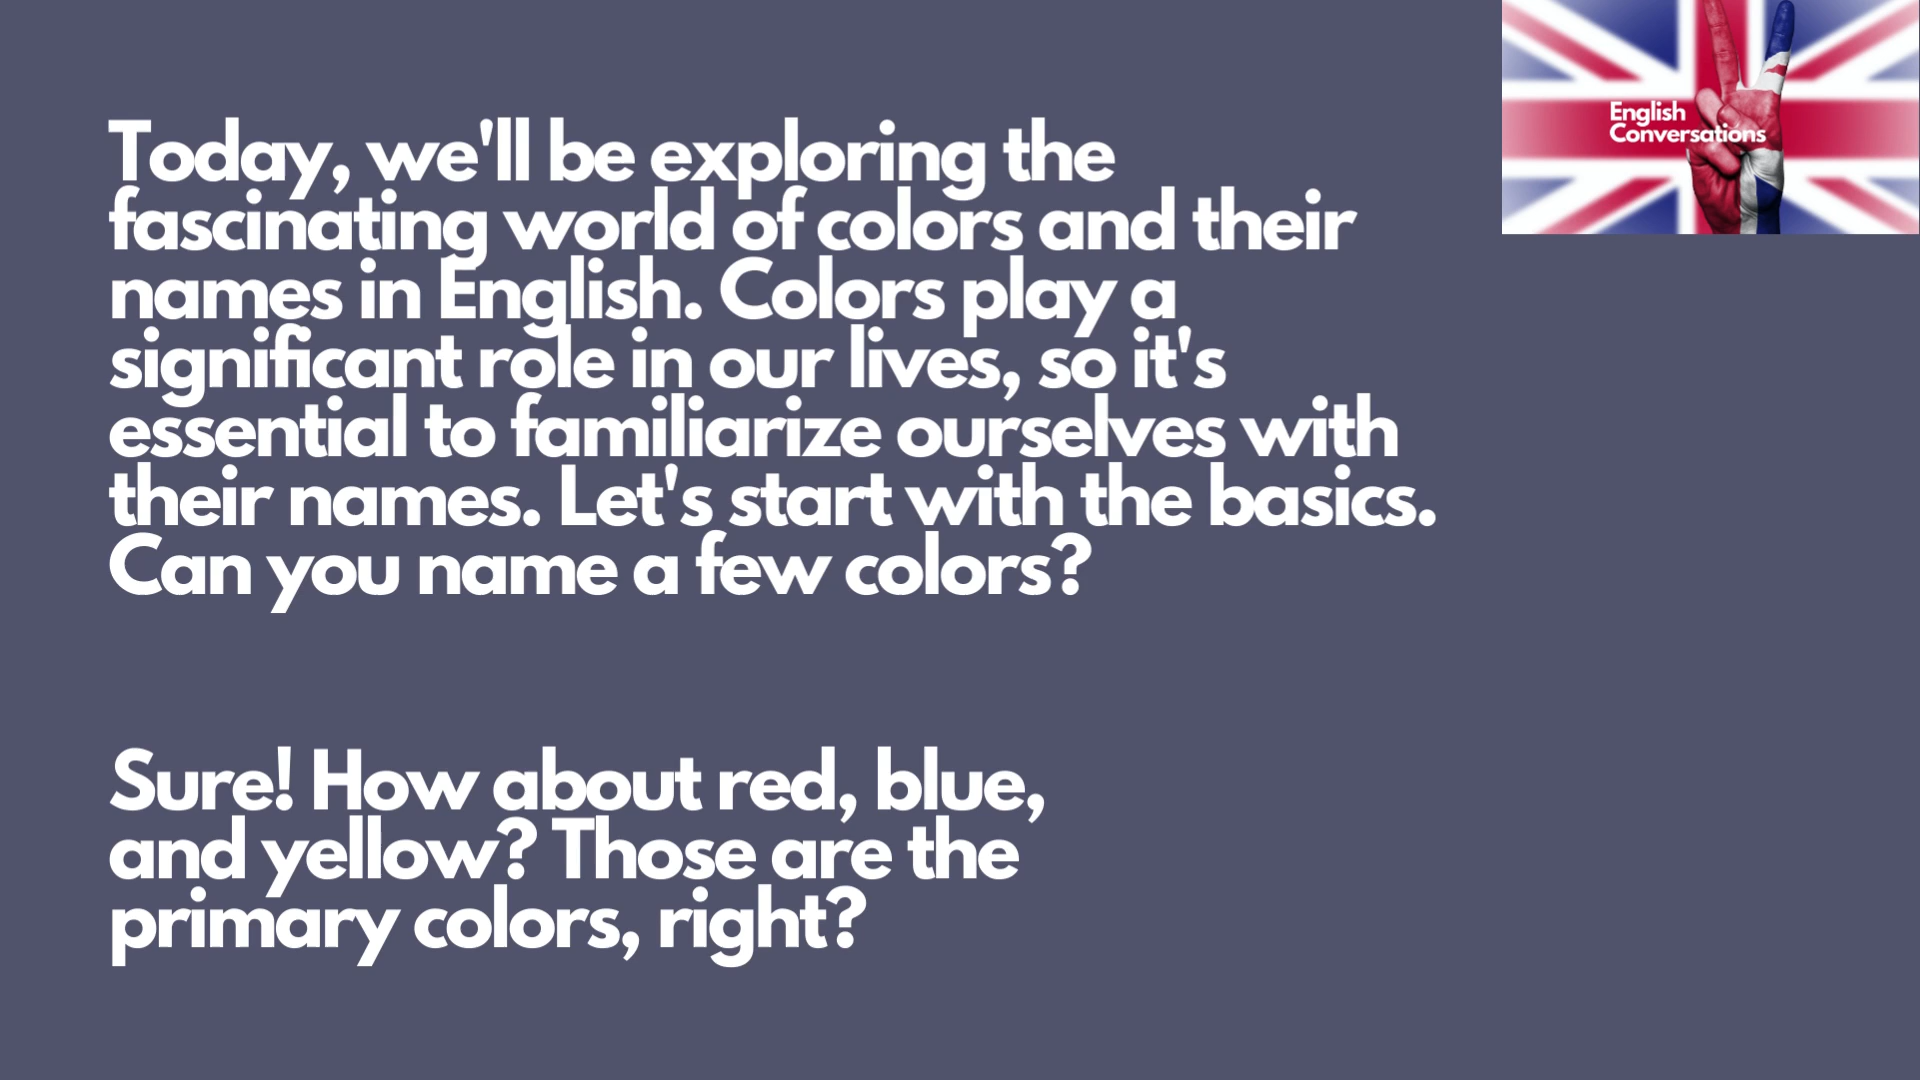 English
Conversations
Today, we'll be exploring the
fascinating world of colors and their
names in English. Colors play a
significant role in our lives, so it's
essential to familiarize ourselves with
their names. Let's start with the basics.
Can you name a few colors?
Sure! How about red, blue,
and yellow? Those are the
primary colors, right?